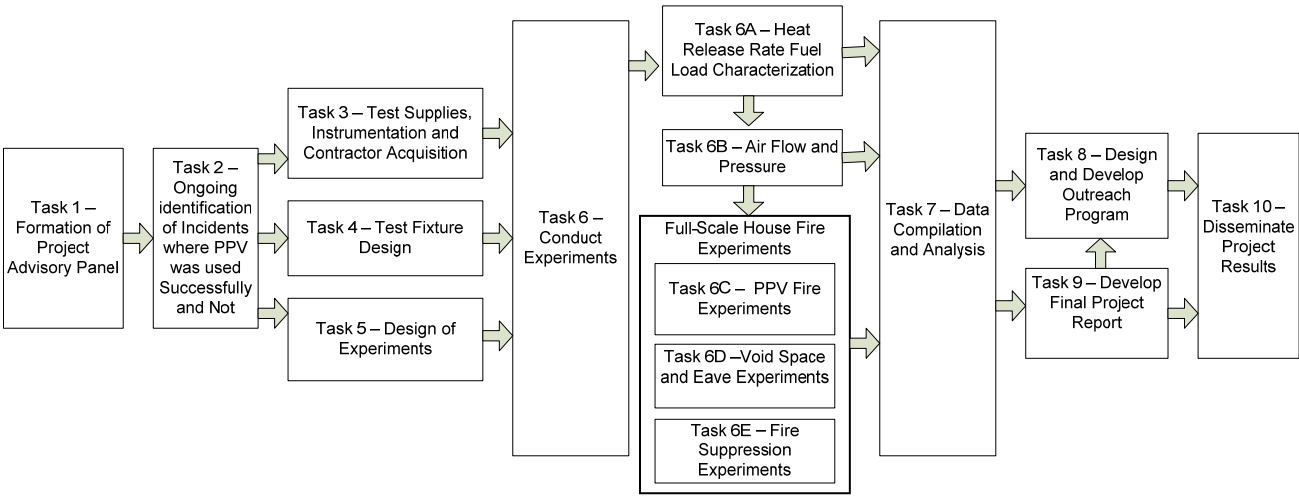 Task 1 –
Formation of
Project
Advisory Panel
Task 2 –
Ongoing
identification
of Incidents
where PPV
was used
Successfully
and Not
Task 3 – Test Supplies,
Instrumentation and
Contractor Acquisition
Task 4 – Test Fixture
Design
Task 5 – Design of
Experiments
Task 6 –
Conduct
Experiments
Task 6A – Heat
Release Rate Fuel
Load Characterization
Task 6B – Air Flow and
Pressure
Full-Scale House Fire
Experiments
Task 6C – PPV Fire
Experiments
Task 6D –Void Space
and Eave Experiments
Task 6E – Fire
Suppression
Experiments
Task 7 – Data
Compilation
and Analysis
Task 8 – Design
and Develop
Outreach
Program
Task 9 – Develop
Final Project
Report
Task 10 –
Disseminate
Project
Results